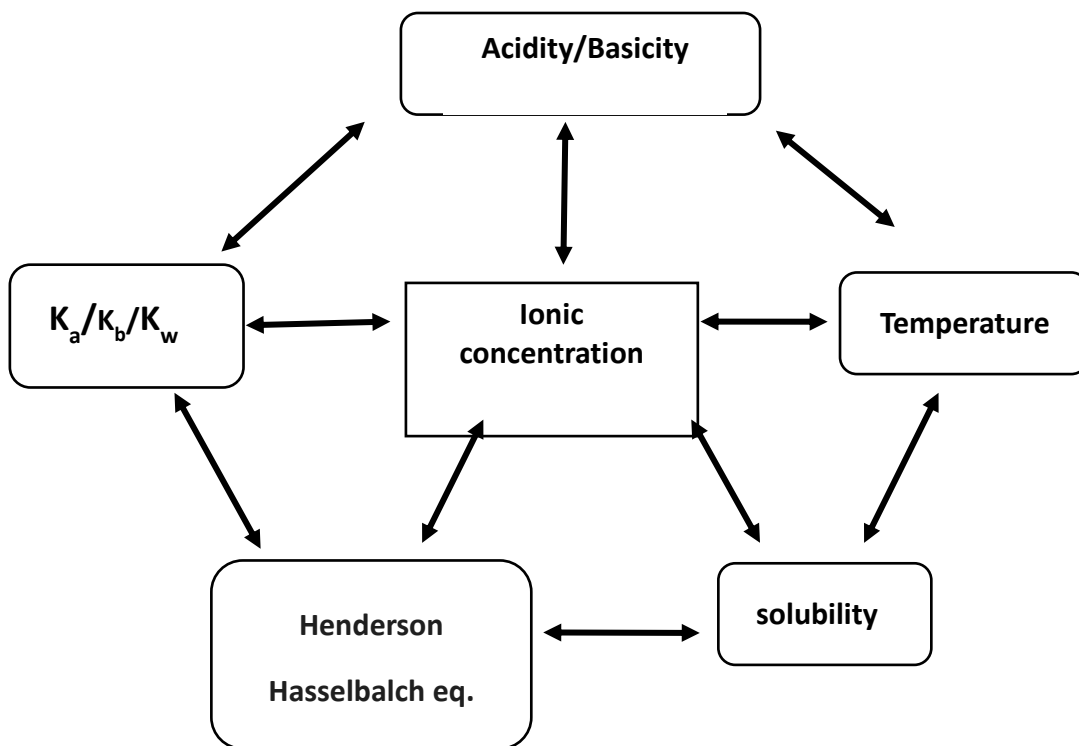 Acidity/Basicity
Ka/Kb/Kw
Ionic
concentration
Temperature
Henderson
Hasselbalch eq.
solubility